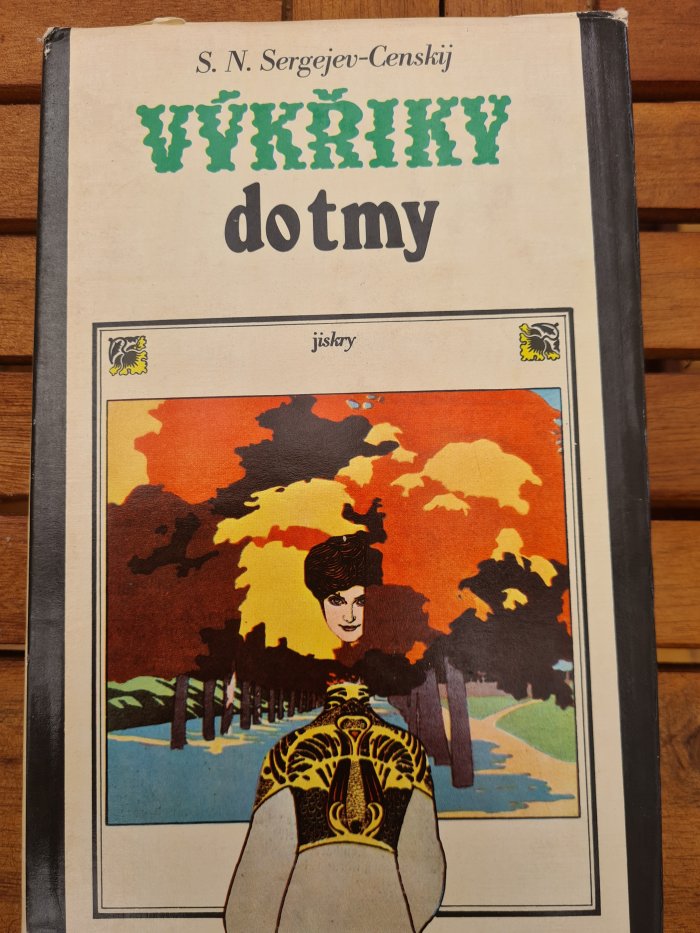 S. N. Sergejev-Censkij
VÝKŘIKY
do tmy
jiskry